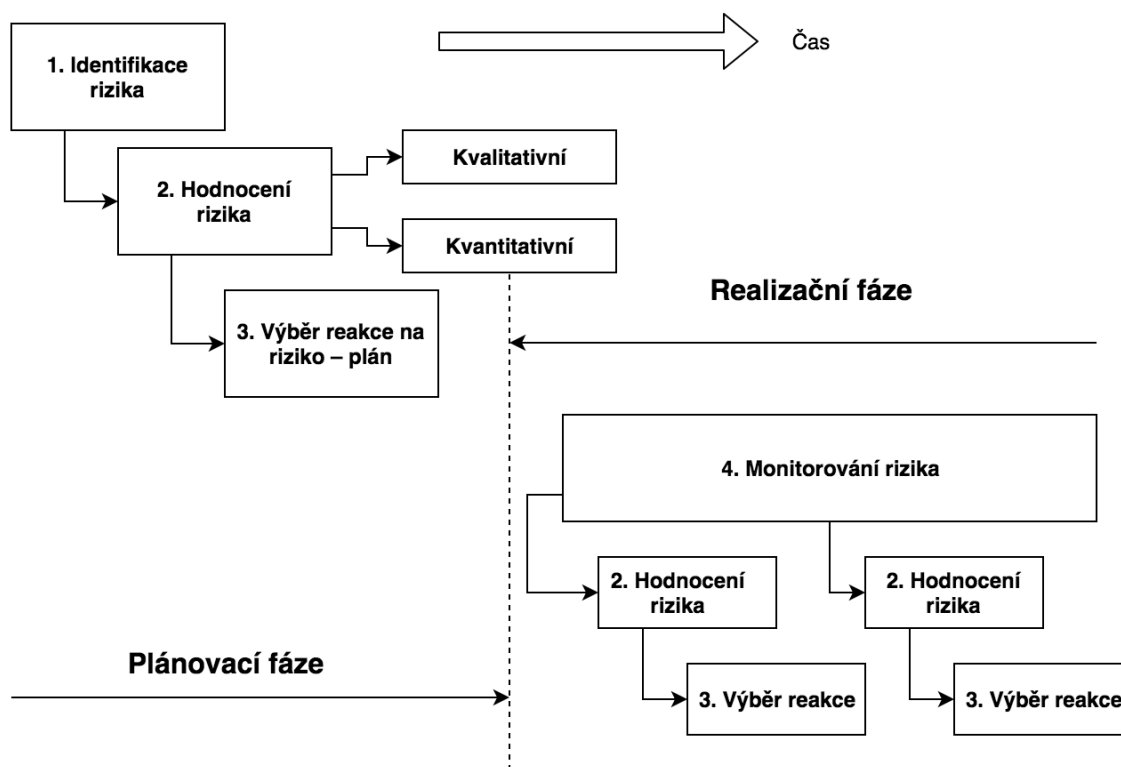 Čas
1. Identifikace
rizika
Kvalitativní
2. Hodnocení
rizika
Kvantitativní
Realizační fáze
3. Výběr reakce na
riziko – plán
4. Monitorování rizika
2. Hodnocení
rizika
2. Hodnocení
rizika
Plánovací fáze
3. Výběr reakce
3. Výběr reakce